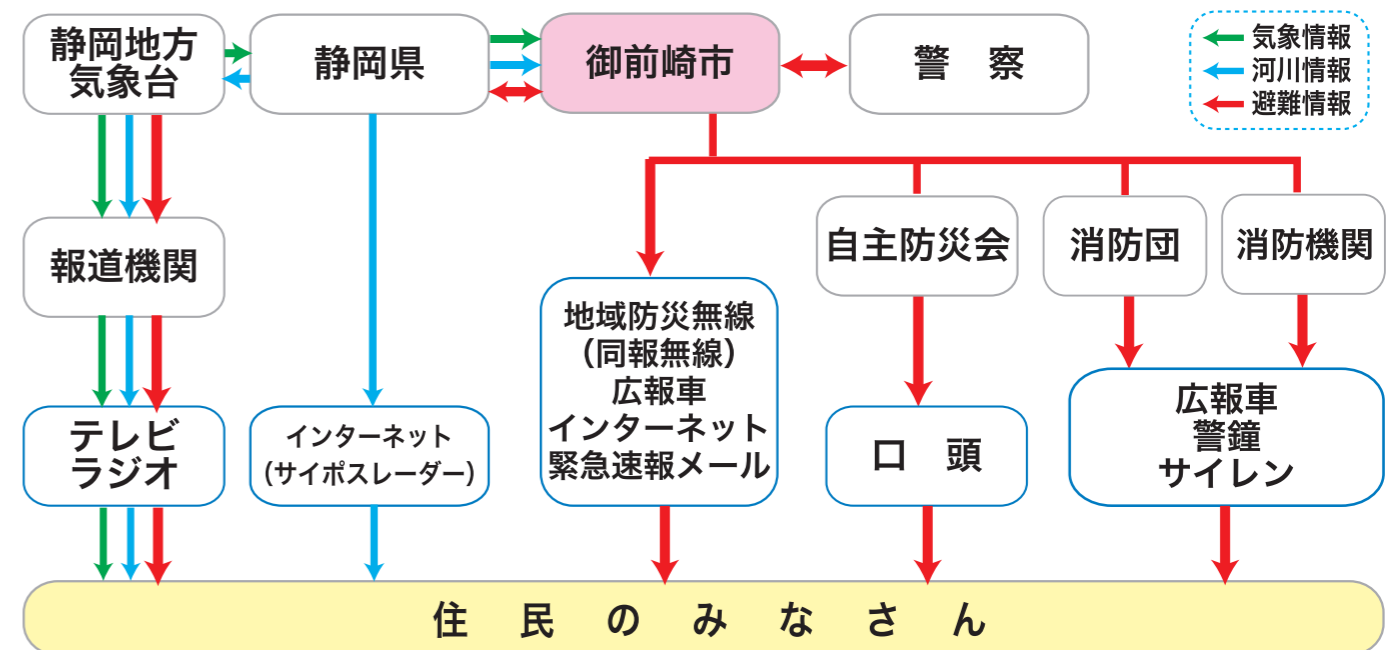 静岡地方
気象台
静岡県
御前崎市
警 察
気象情報
河川情報
避難情報
報道機関
自主防災会
消防団
消防機関
地域防災無線
（同報無線）
広報車
インターネット
緊急速報メール
テレビ
ラジオ
インターネット
（サイポスレーダー）
口 頭
広報車
警鐘
サイレン
住 民 の み な さ ん